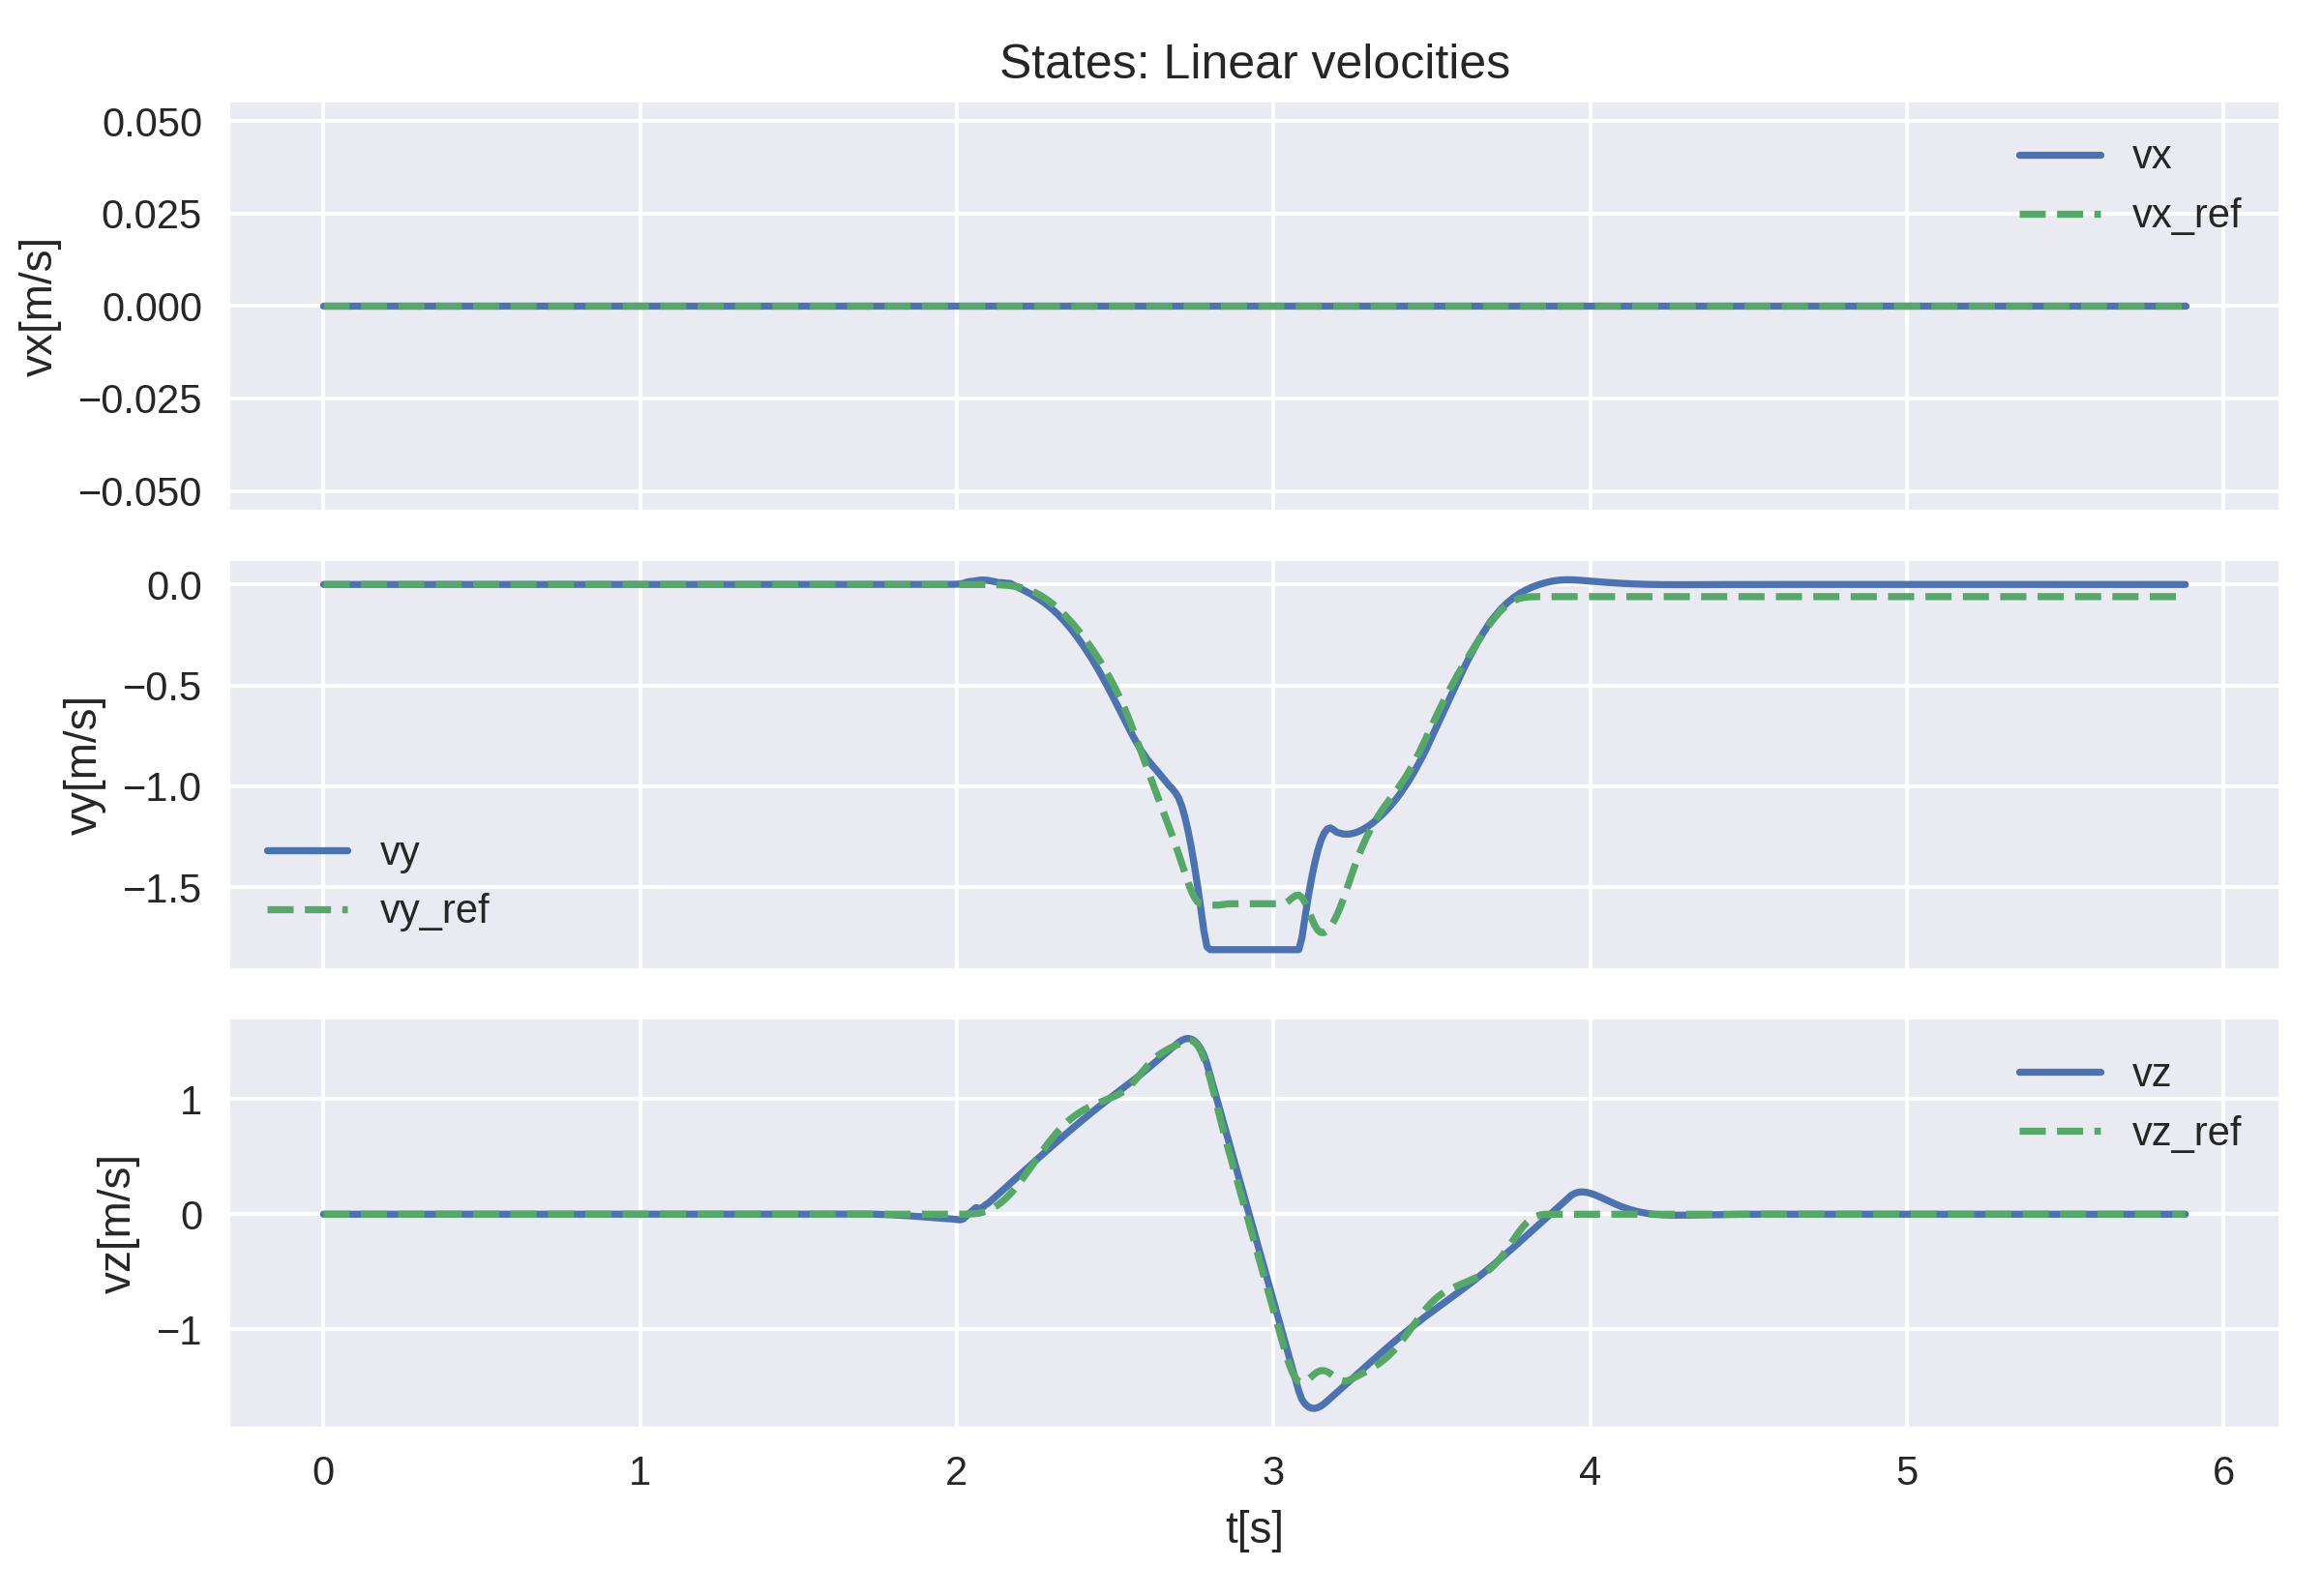 States: Linear velocities
0.050
0.025
0.000
−0.025
−0.050
vx[m/s]
vx
vx_ref
0.0
−0.5
−1.0
−1.5
vy[m/s]
vy
vy_ref
1
0
−1
vz[m/s]
vz
vz_ref
0 1 2 3 4 5 6
t[s]